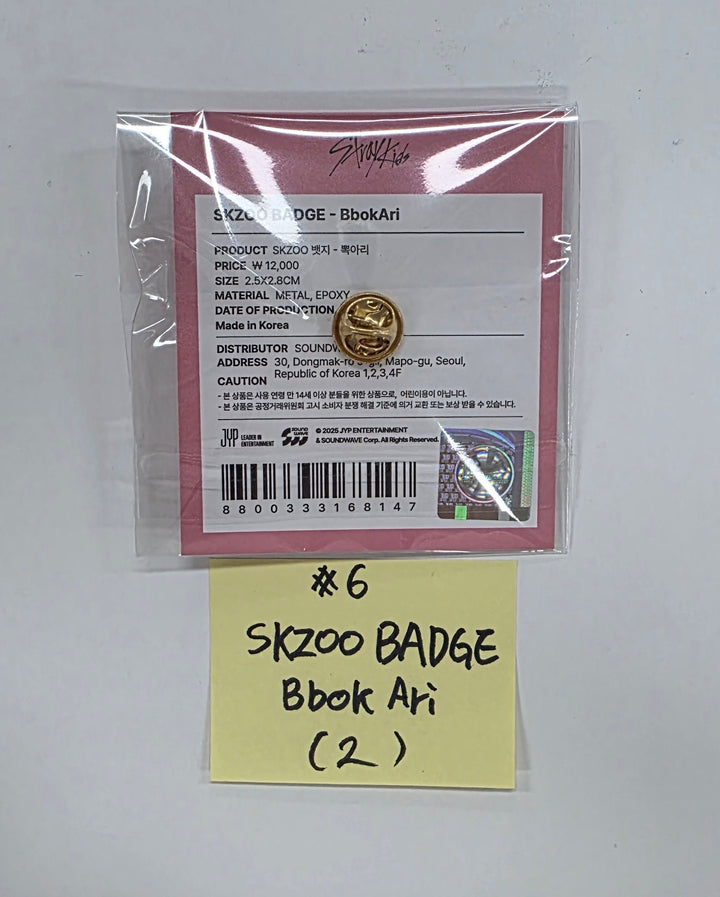 Stray Kids
SKZOO BADGE - BbokAri
PRODUCT SKZOO 뱃지 - 뽁아리
PRICE ₩ 12,000
SIZE 2.5X2.8CM
MATERIAL METAL, EPOXY
DATE OF PRODUCTION
Made in Korea
DISTRIBUTOR SOUNDW
ADDRESS 30, Dongmak-ro Mapo-gu, Seoul,
Republic of Korea 1,2,3,4F
CAUTION
- 본 상품은 사용 연령 만 14세 이상 분들을 위한 상품으로, 어린이용이 아닙니다.
- 본 상품은 공정거래위원회 고시 소비자 분쟁 해결 기준에 의거 교환 또는 보상 받을 수 있습니다.
JYP LEADER IN ENTERTAINMENT
SOUND WAVE
© 2025 JYP ENTERTAINMENT
& SOUNDWAVE Corp. All Rights Reserved.
8800333168147
#6
SKZOO BADGE
Bbok Ari
(2)